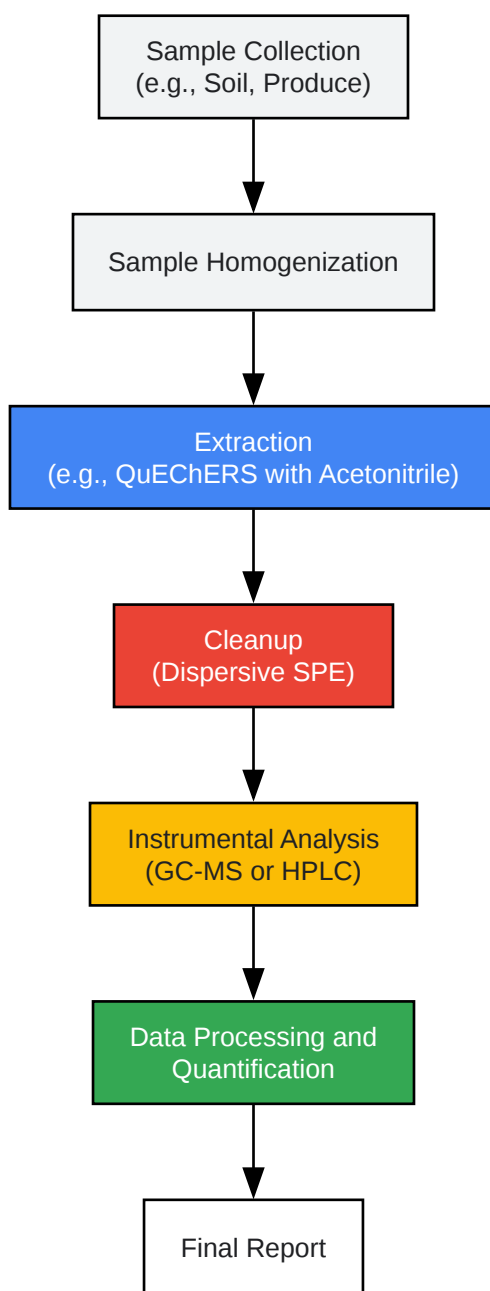 Sample Collection
(e.g., Soil, Produce)
Sample Homogenization
Extraction
(e.g., QuEChERS with Acetonitrile)
Cleanup
(Dispersive SPE)
Instrumental Analysis
(GC-MS or HPLC)
Data Processing and
Quantification
Final Report